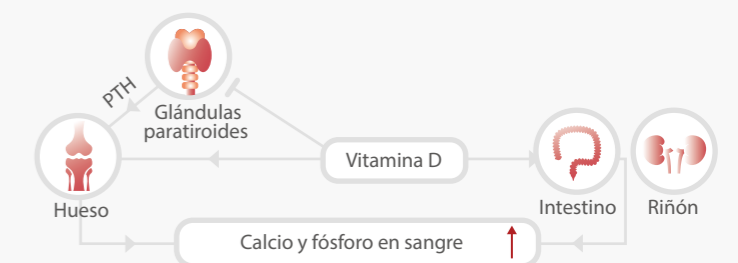 PTH
Glándulas
paratiroides
Vitamina D
Hueso
Intestino
Riñón
Calcio y fósforo en sangre